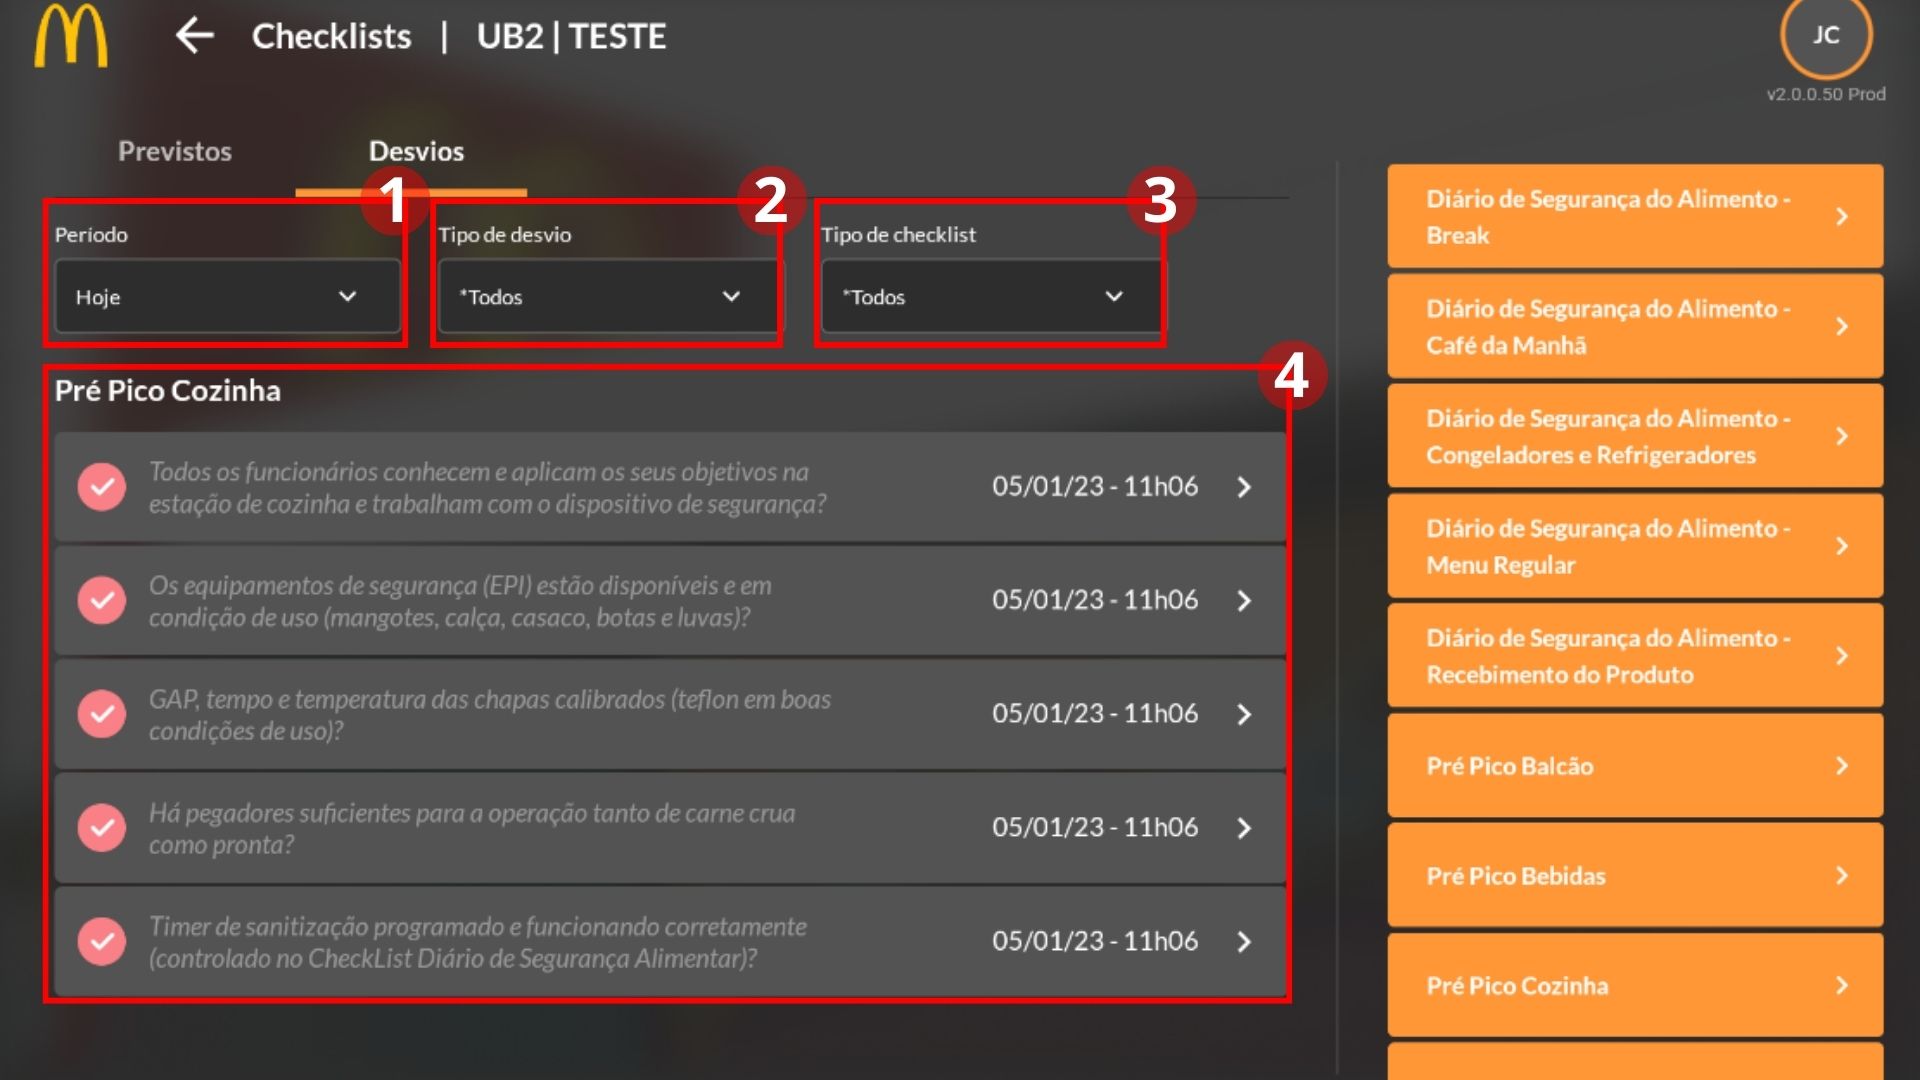 Checklists | UB2 | TESTE
JC
v2.0.0.50 Prod
Previstos
Desvios
1
2
3
Período
Tipo de desvio
Tipo de checklist
Hoje
*Todos
*Todos
4
Pré Pico Cozinha
Todos os funcionários conhecem e aplicam os seus objetivos na
estação de cozinha e trabalham com o dispositivo de segurança?
05/01/23 - 11h06
Os equipamentos de segurança (EPI) estão disponíveis e em
condição de uso (mangotes, calça, casaco, botas e luvas)?
05/01/23 - 11h06
GAP, tempo e temperatura das chapas calibrados (teflon em boas
condições de uso)?
05/01/23 - 11h06
Há pegadores suficientes para a operação tanto de carne crua
como pronta?
05/01/23 - 11h06
Timer de sanitização programado e funcionando corretamente
(controlado no CheckList Diário de Segurança Alimentar)?
05/01/23 - 11h06
Diário de Segurança do Alimento -
Break
Diário de Segurança do Alimento -
Café da Manhã
Diário de Segurança do Alimento -
Congeladores e Refrigeradores
Diário de Segurança do Alimento -
Menu Regular
Diário de Segurança do Alimento -
Recebimento do Produto
Pré Pico Balcão
Pré Pico Bebidas
Pré Pico Cozinha